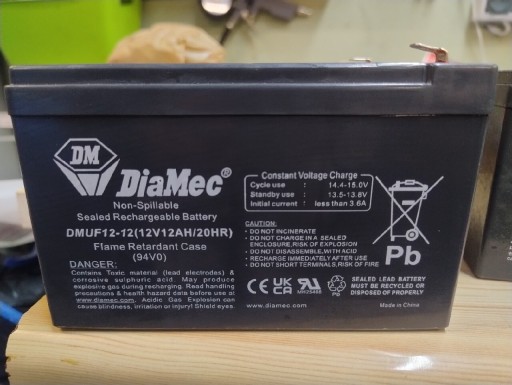 DM
DiaMec®
Non-Spillable
Sealed Rechargeable Battery
DMUF12-12(12V12AH/20HR)
Flame Retardant Case
(94V0)
DANGER:
Contains Toxic material (lead electrodes) &
corrosive sulphuric acid. May produce
explosive gas during recharging. Read handling
precautions & health hazard data before use at
www.diamec.com. Acidic Gas Explosion can
cause blindness, irritation or injury! Shield eyes.
Constant Voltage Charge
Cycle use : 14.4-15.0V
Standby use : 13.5-13.8V
Initial current : less than 3.6A
CAUTION:
• DO NOT INCINERATE
• DO NOT CHARGE IN A SEALED
ENCLOSURE, RISK OF EXPLOSION
• DO NOT DISASSEMBLE, WITH ACID
• RECHARGE IMMEDIATELY AFTER USE
• DO NOT SHORT TERMINALS, RISK OF FIRE
Pb
CE UK CA
MH25468
www.diamec.com
Pb
SEALED LEAD BATTERY
MUST BE RECYCLED OR
DISPOSED OF PROPERLY
Made in China